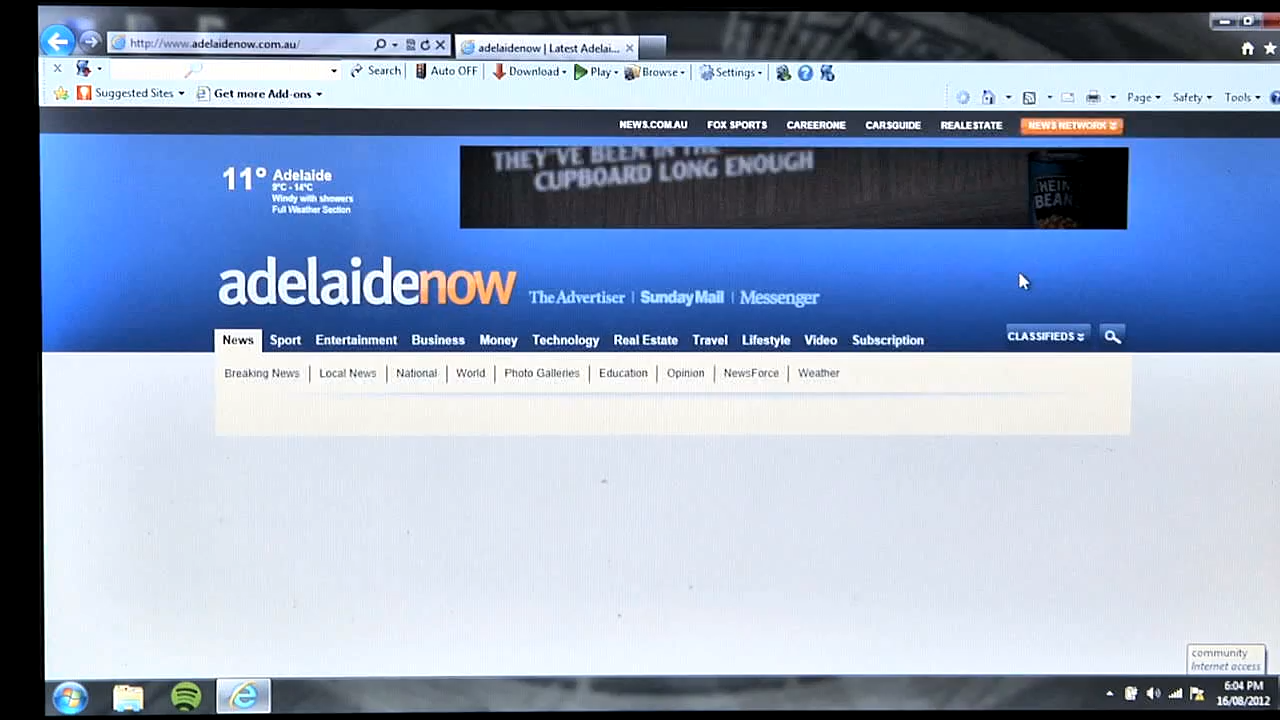 http://www.adelaidenow.com.au/
adelaidenow | Latest Adelai...
Search
Auto OFF
Download
Play
Browse
Settings
Suggested Sites
Get more Add-ons
Page
Safety
Tools
NEWS.COM.AU FOX SPORTS CAREERONE CARSGUIDE REALESTATE NEWS NETWORK
THEY'VE BEEN IN THE
CUPBOARD LONG ENOUGH
HEIN
BEAN
11° Adelaide
9°C - 14°C
Windy with showers
Full Weather Section
adelaidenow The Advertiser | Sunday Mail | Messenger
News Sport Entertainment Business Money Technology Real Estate Travel Lifestyle Video Subscription CLASSIFIEDS
Breaking News | Local News | National | World | Photo Galleries | Education | Opinion | NewsForce | Weather
community
Internet access
6:04 PM
16/08/2012